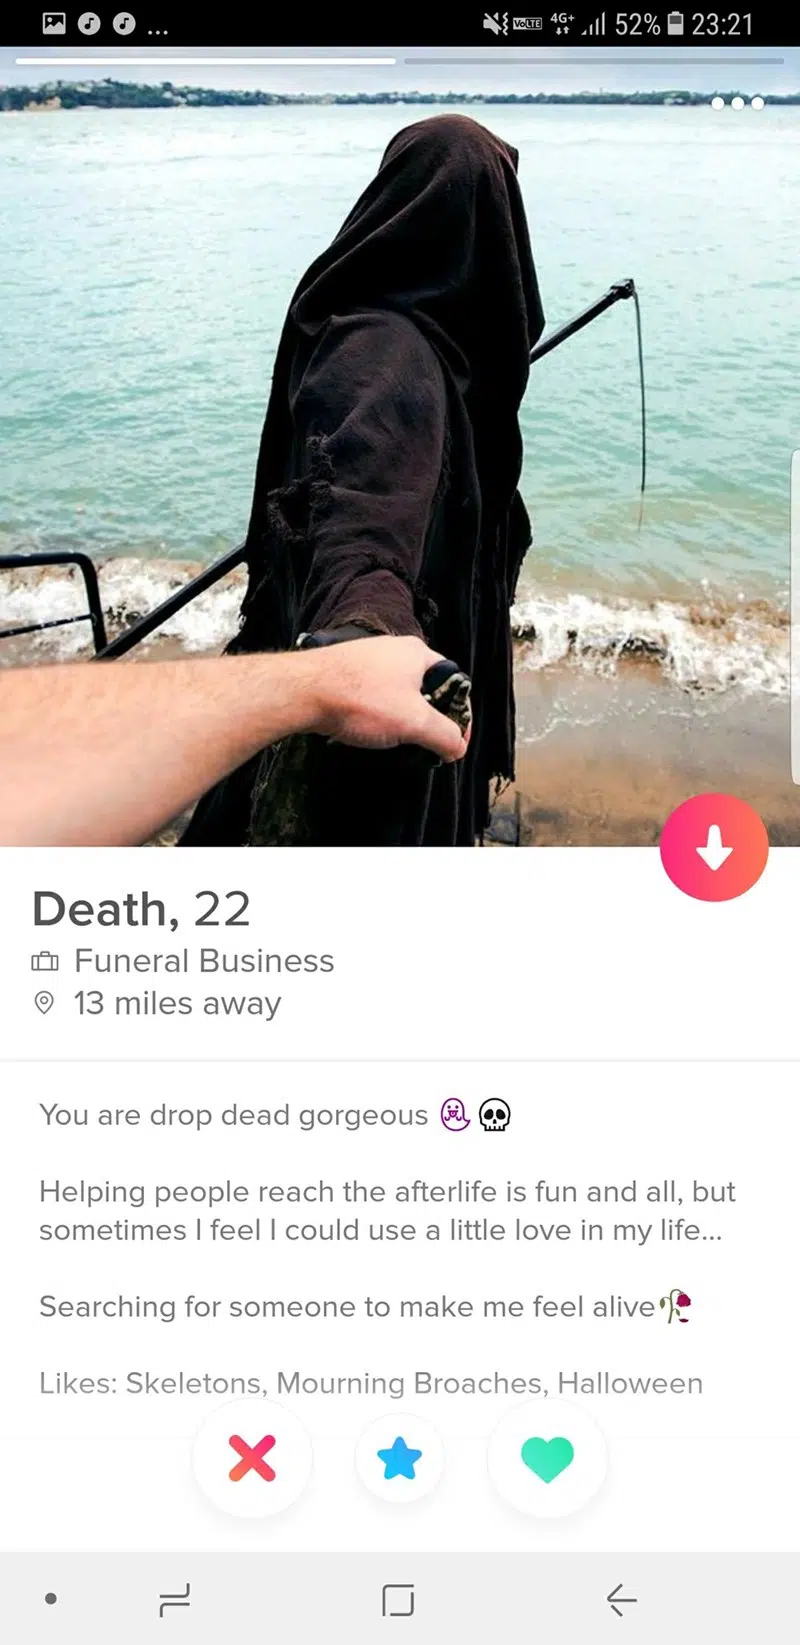 ... VoLTE 4G+ 52% 23:21
Death, 22
Funeral Business
13 miles away
You are drop dead gorgeous
Helping people reach the afterlife is fun and all, but
sometimes I feel I could use a little love in my life...
Searching for someone to make me feel alive
Likes: Skeletons, Mourning Broaches, Halloween